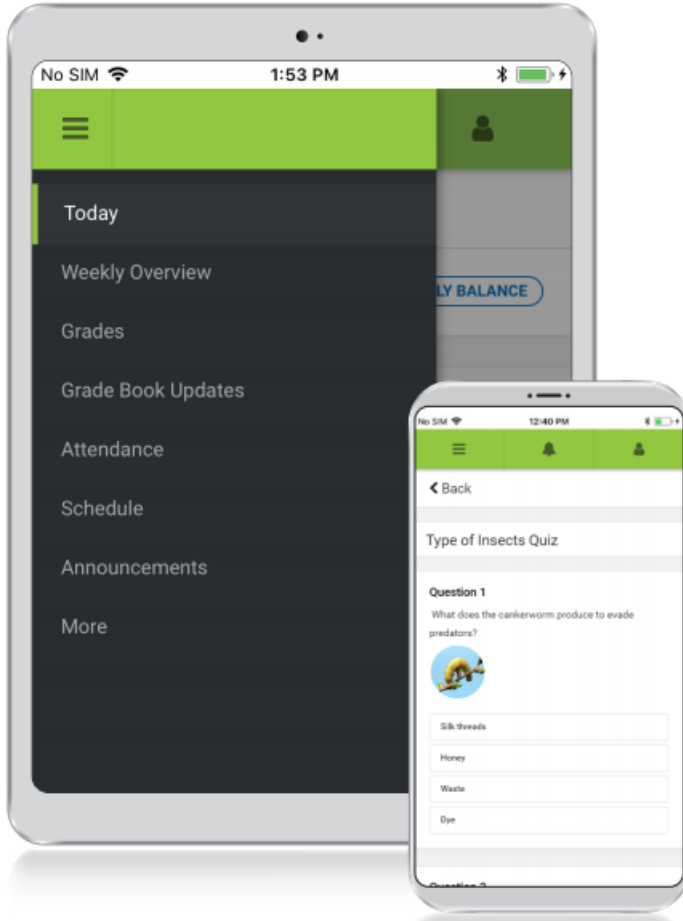 No SIM 1:53 PM
Today
Weekly Overview
LY BALANCE
Grades
Grade Book Updates
Attendance
Schedule
Announcements
More
No SIM 12:40 PM
Back
Type of Insects Quiz
Question 1
What does the cankerworm produce to evade
predators?
Silk threads
Honey
Waste
Dye
Question 2